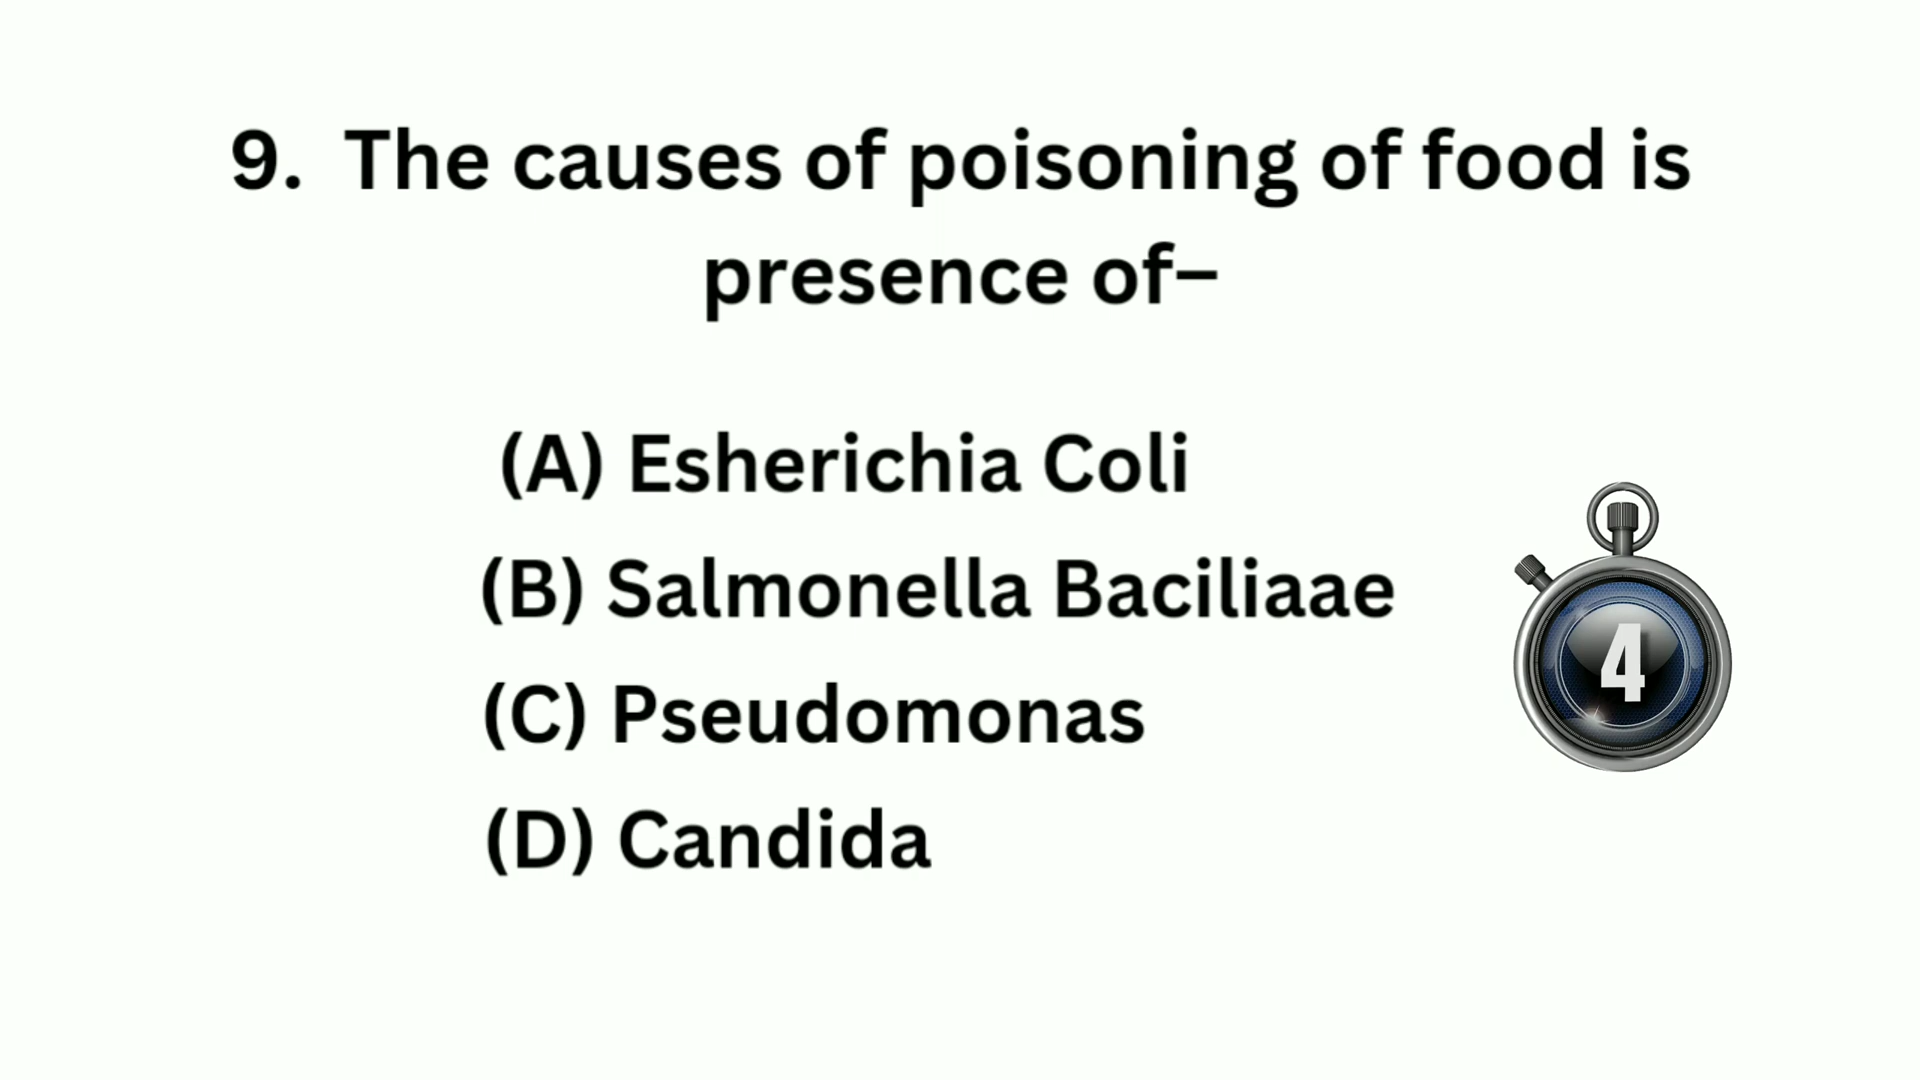 9. The causes of poisoning of food is
presence of–
(A) Esherichia Coli
(B) Salmonella Baciliaae
(C) Pseudomonas
(D) Candida
4